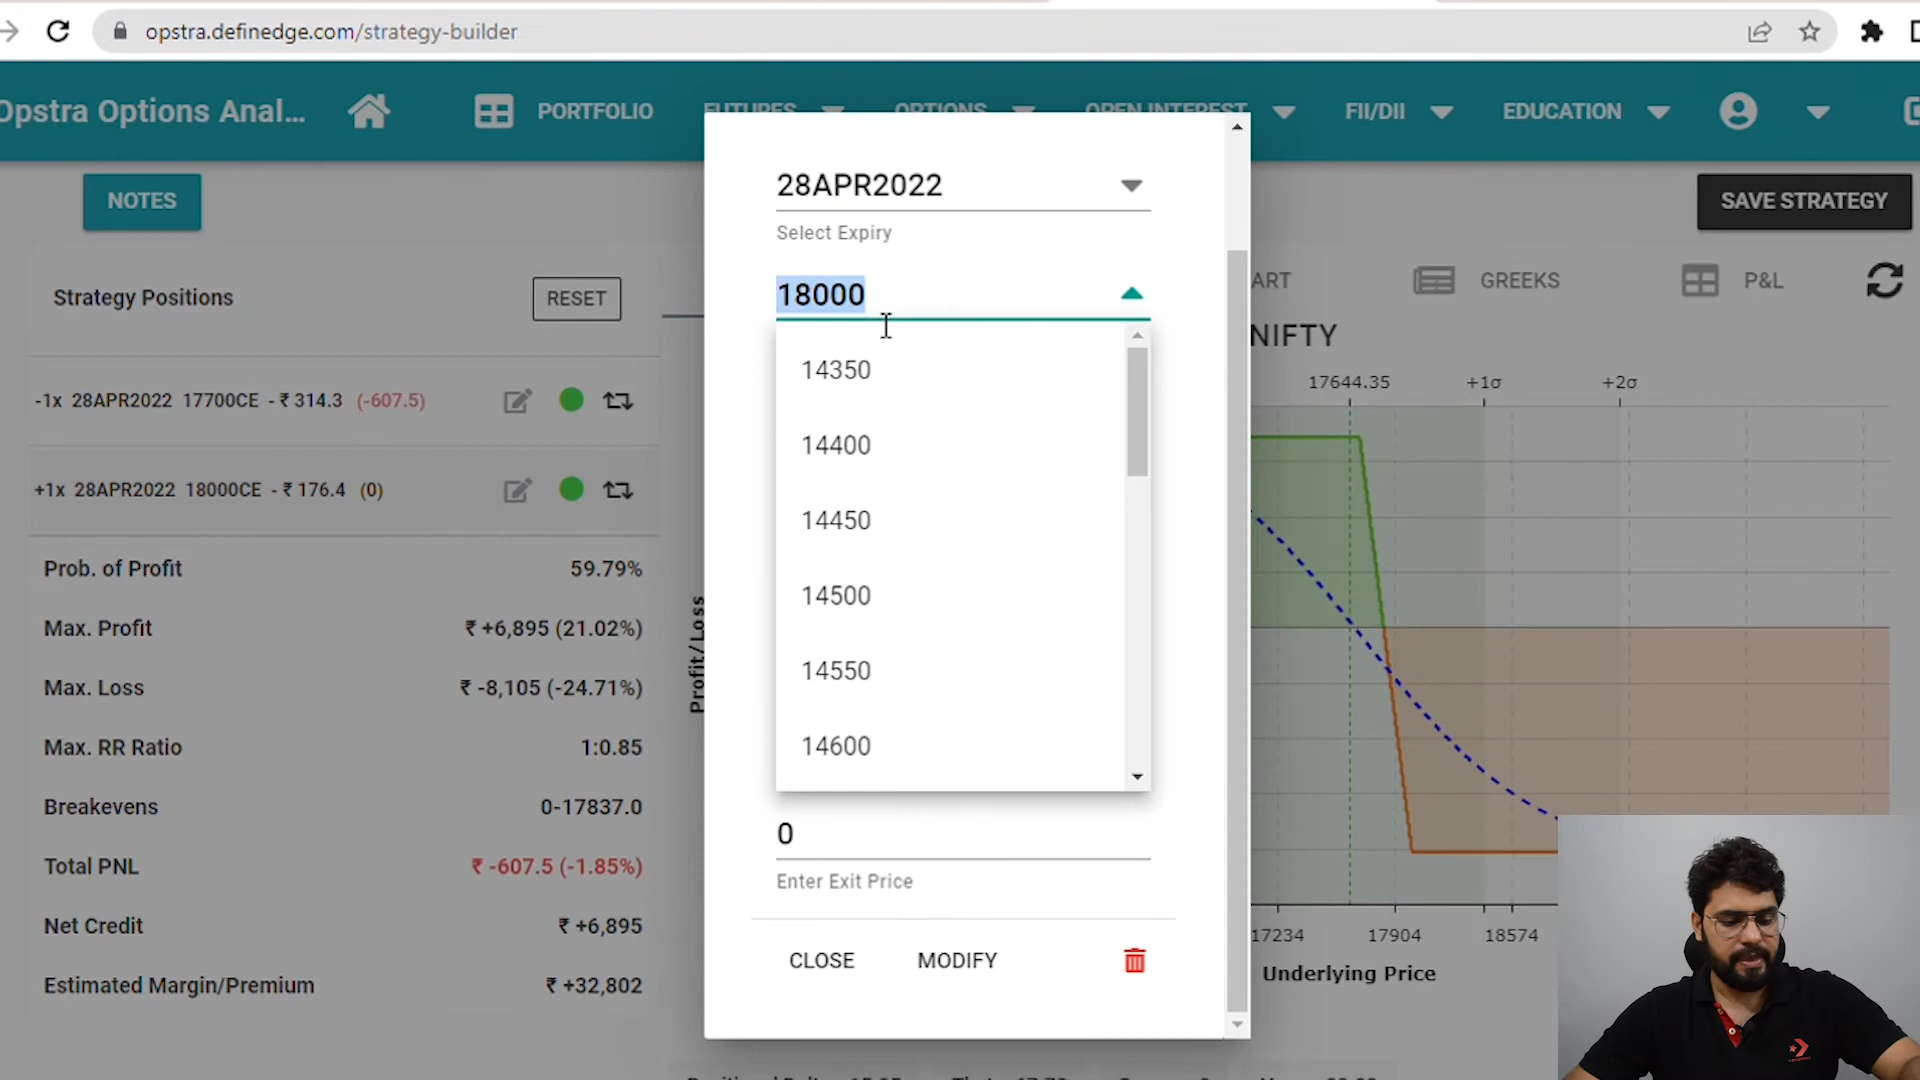 opstra.definedge.com/strategy-builder
Opstra Options Anal...
PORTFOLIO
FUTURES
OPTIONS
OPEN INTEREST
FII/DII
EDUCATION
NOTES
SAVE STRATEGY
Strategy Positions
RESET
-1x 28APR2022 17700CE - ₹ 314.3 (-607.5)
+1x 28APR2022 18000CE - ₹ 176.4 (0)
Prob. of Profit 59.79%
Max. Profit ₹ +6,895 (21.02%)
Max. Loss ₹ -8,105 (-24.71%)
Max. RR Ratio 1:0.85
Breakevens 0-17837.0
Total PNL ₹ -607.5 (-1.85%)
Net Credit ₹ +6,895
Estimated Margin/Premium ₹ +32,802
Profit/Loss
28APR2022
Select Expiry
18000
14350
14400
14450
14500
14550
14600
0
Enter Exit Price
CLOSE
MODIFY
ART
GREEKS
P&L
NIFTY
17644.35 +1σ +2σ
17234 17904 18574
Underlying Price